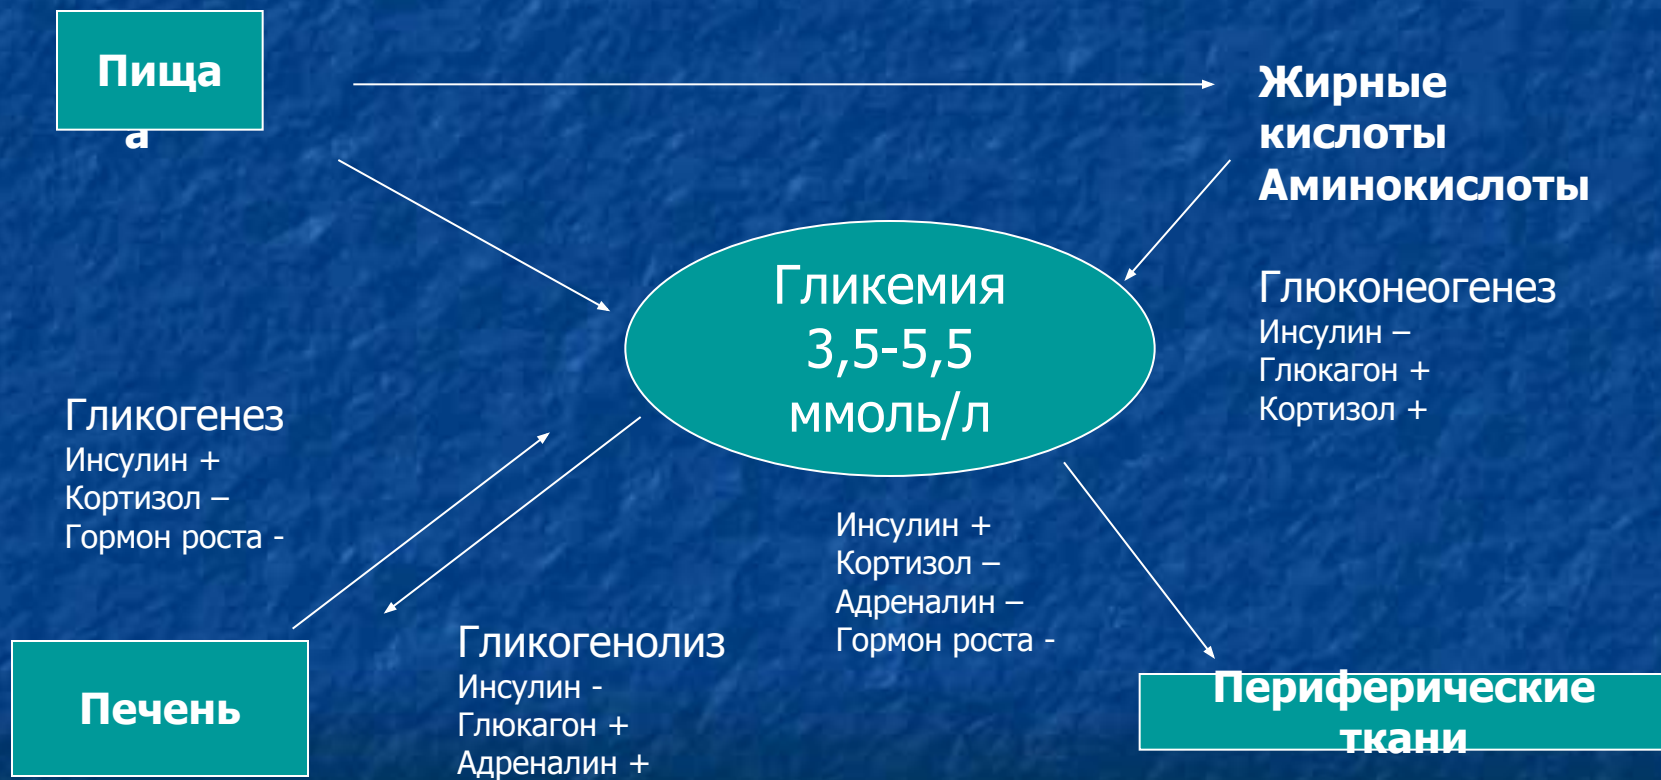 Пища
а
Жирные
кислоты
Аминокислоты
Гликемия
3,5-5,5
ммоль/л
Глюконеогенез
Инсулин –
Глюкагон +
Кортизол +
Гликогенез
Инсулин +
Кортизол –
Гормон роста -
Инсулин +
Кортизол –
Адреналин –
Гормон роста -
Гликогенолиз
Инсулин -
Глюкагон +
Адреналин +
Печень
Периферические
ткани